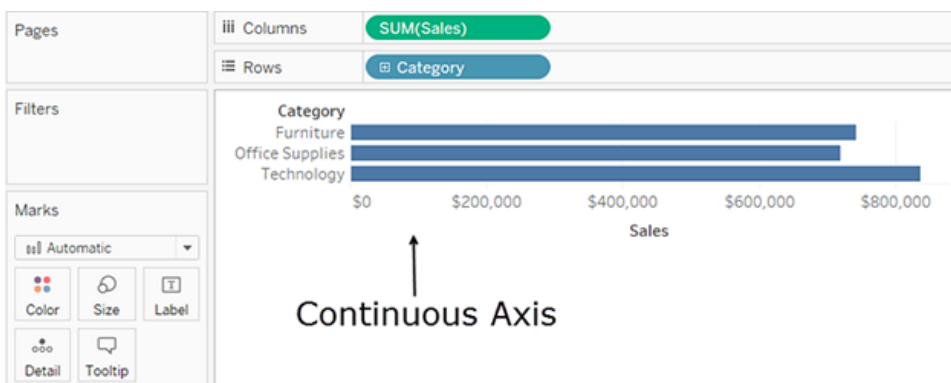 Pages
Columns
SUM(Sales)
Rows
Category
Filters
Category
Furniture
Office Supplies
Technology
$0 $200,000 $400,000 $600,000 $800,000
Sales
Continuous Axis
Marks
Automatic
Color Size Label
Detail Tooltip